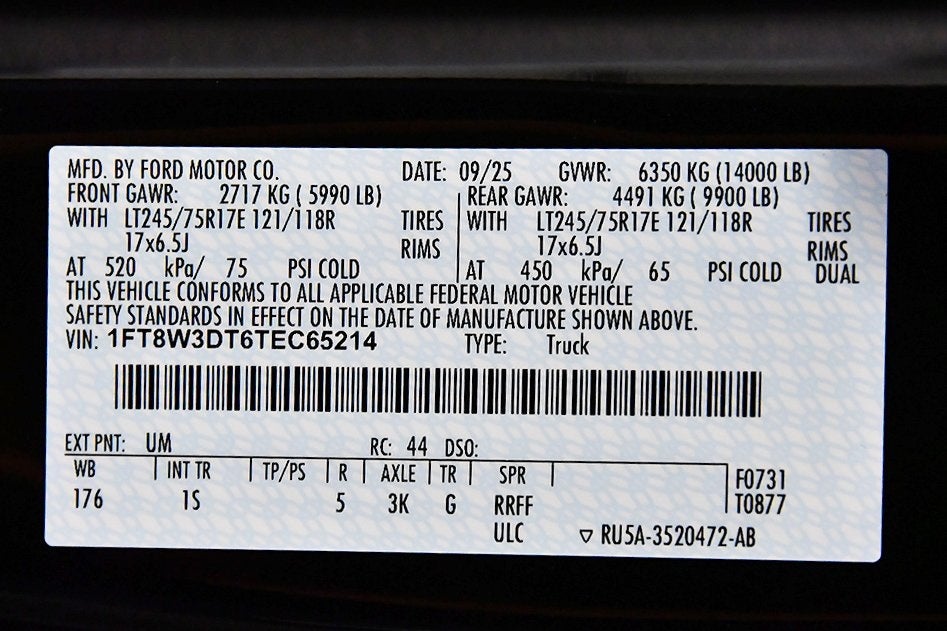 MFD. BY FORD MOTOR CO. DATE: 09/25 GVWR: 6350 KG (14000 LB)
FRONT GAWR: 2717 KG ( 5990 LB) REAR GAWR: 4491 KG ( 9900 LB)
WITH LT245/75R17E 121/118R TIRES WITH LT245/75R17E 121/118R TIRES
17x6.5J RIMS 17x6.5J RIMS
AT 520 kPa/ 75 PSI COLD AT 450 kPa/ 65 PSI COLD DUAL
THIS VEHICLE CONFORMS TO ALL APPLICABLE FEDERAL MOTOR VEHICLE
SAFETY STANDARDS IN EFFECT ON THE DATE OF MANUFACTURE SHOWN ABOVE.
VIN: 1FT8W3DT6TEC65214 TYPE: Truck
EXT PNT: UM RC: 44 DSO:
WB INT TR TP/PS R AXLE TR SPR F0731
176 1S 5 3K G RRFF T0877
ULC ▽ RU5A-3520472-AB